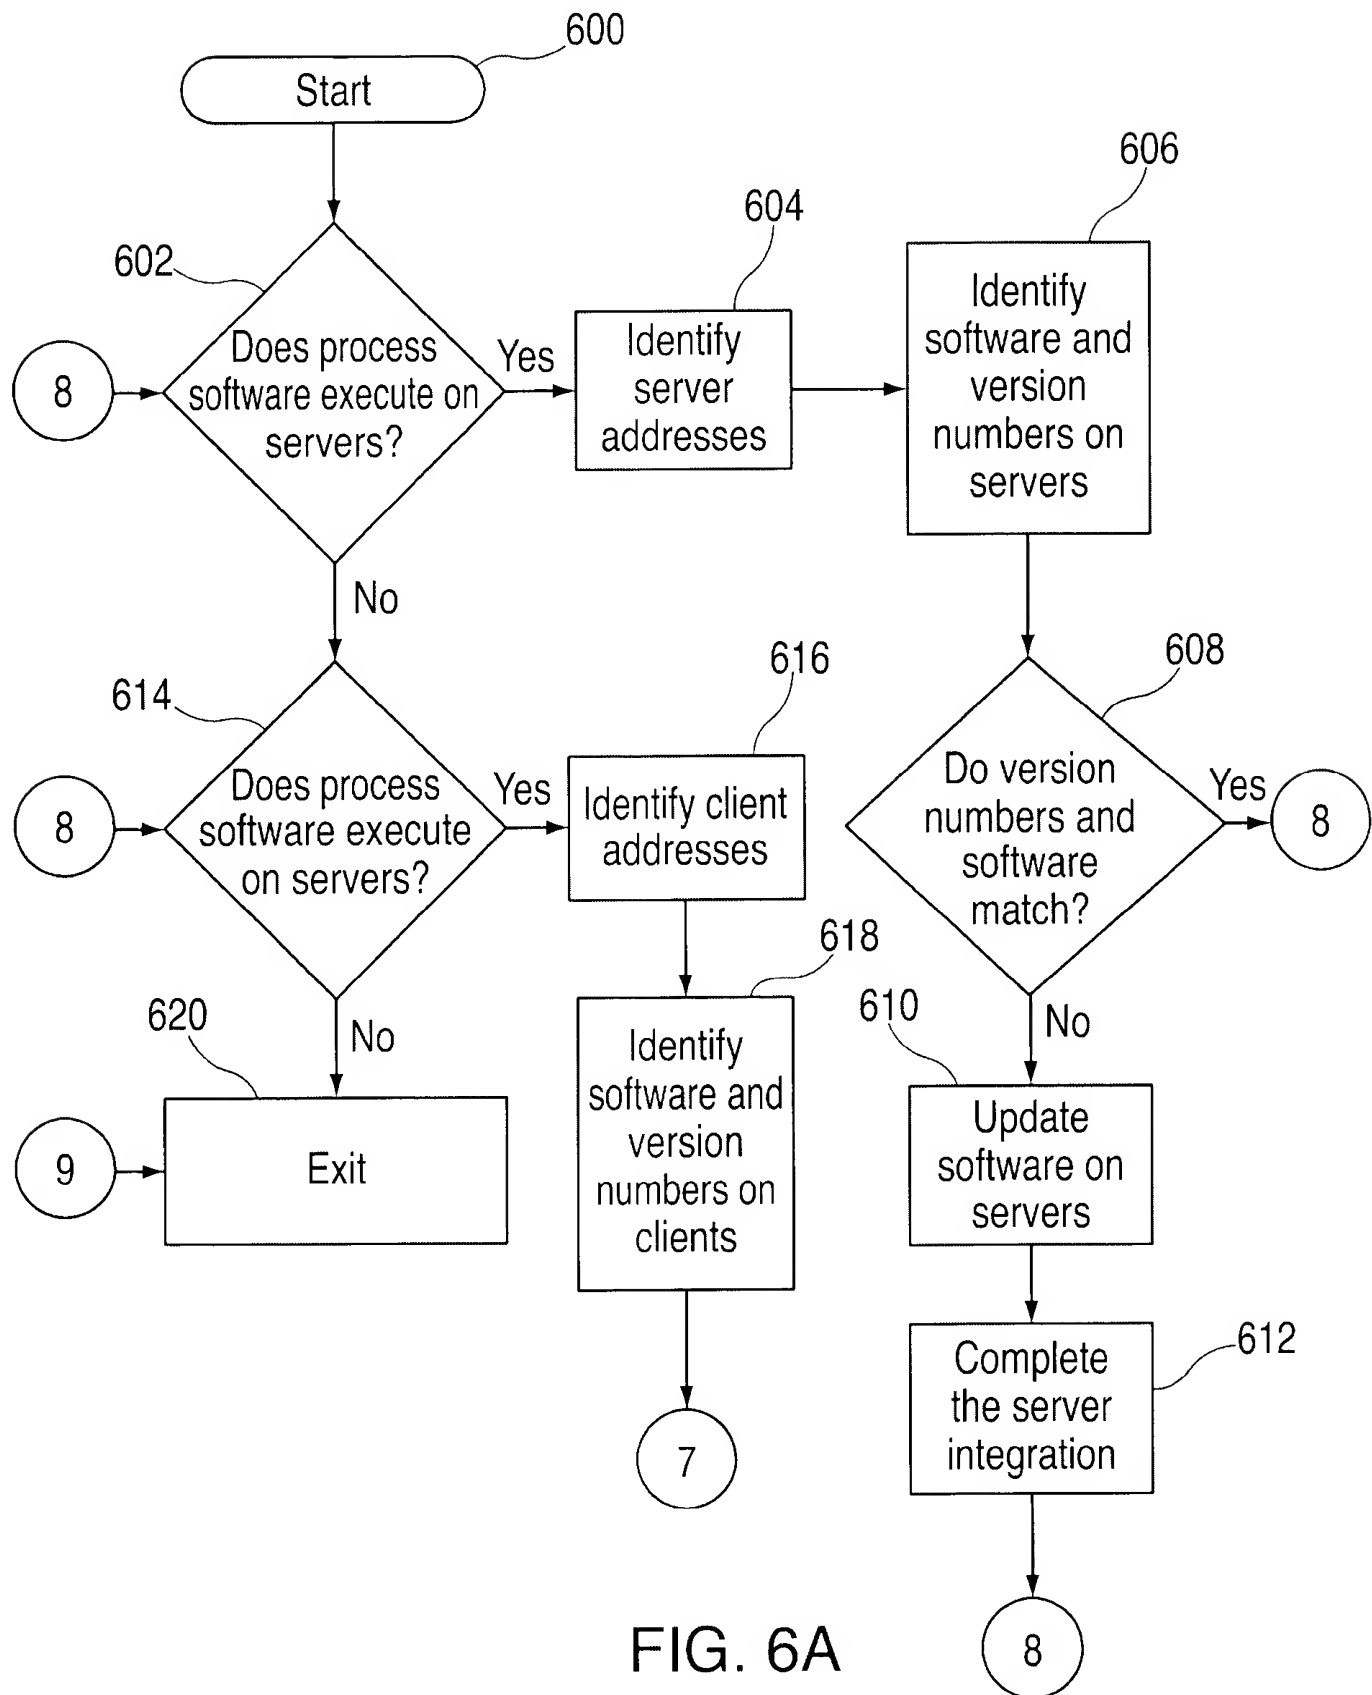 600
Start
606
604
602
Identify
software and
version
numbers on
servers
Does process
software execute on
servers?
8
Yes
Identify
server
addresses
No
616
608
614
Does process
software execute
on servers?
8
Yes
Identify client
addresses
Do version
numbers and
software
match?
Yes
8
618
620
No
610
No
Identify
software and
version
numbers on
clients
Update
software on
servers
9
Exit
612
Complete
the server
integration
7
8
FIG. 6A